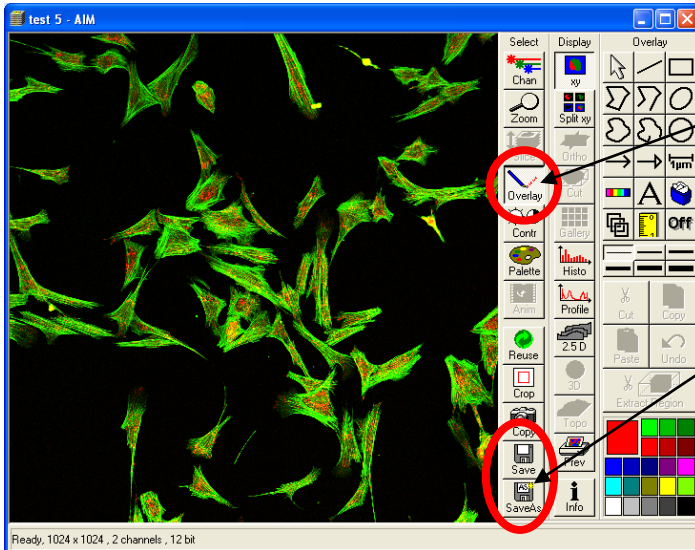 test 5 - AIM
Select
Display
Overlay
Chan
xy
Zoom
Split xy
Slice
Ortho
Overlay
Cut
Contr
Gallery
Palette
Histo
Anim
Profile
Reuse
2.5 D
Crop
3D
Copy
Topo
Save
Prev
AS
SaveAs
i
Info
1µm
A
Off
Cut
Copy
Paste
Undo
Extract Region
Ready, 1024 x 1024 , 2 channels , 12 bit